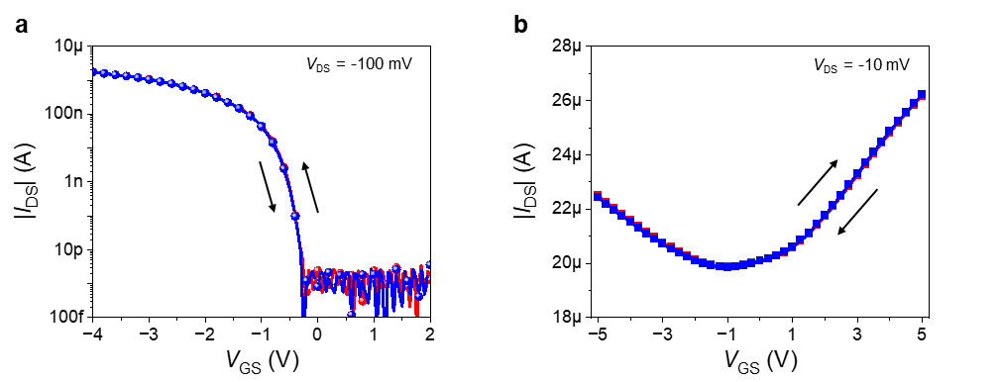 a
10μ
100n
1n
10p
100f
|IDS| (A)
VDS = -100 mV
−4
−3
−2
−1
0
1
2
VGS (V)
b
28μ
26μ
24μ
22μ
20μ
18μ
|IDS| (A)
VDS = -10 mV
−5
−3
−1
1
3
5
VGS (V)